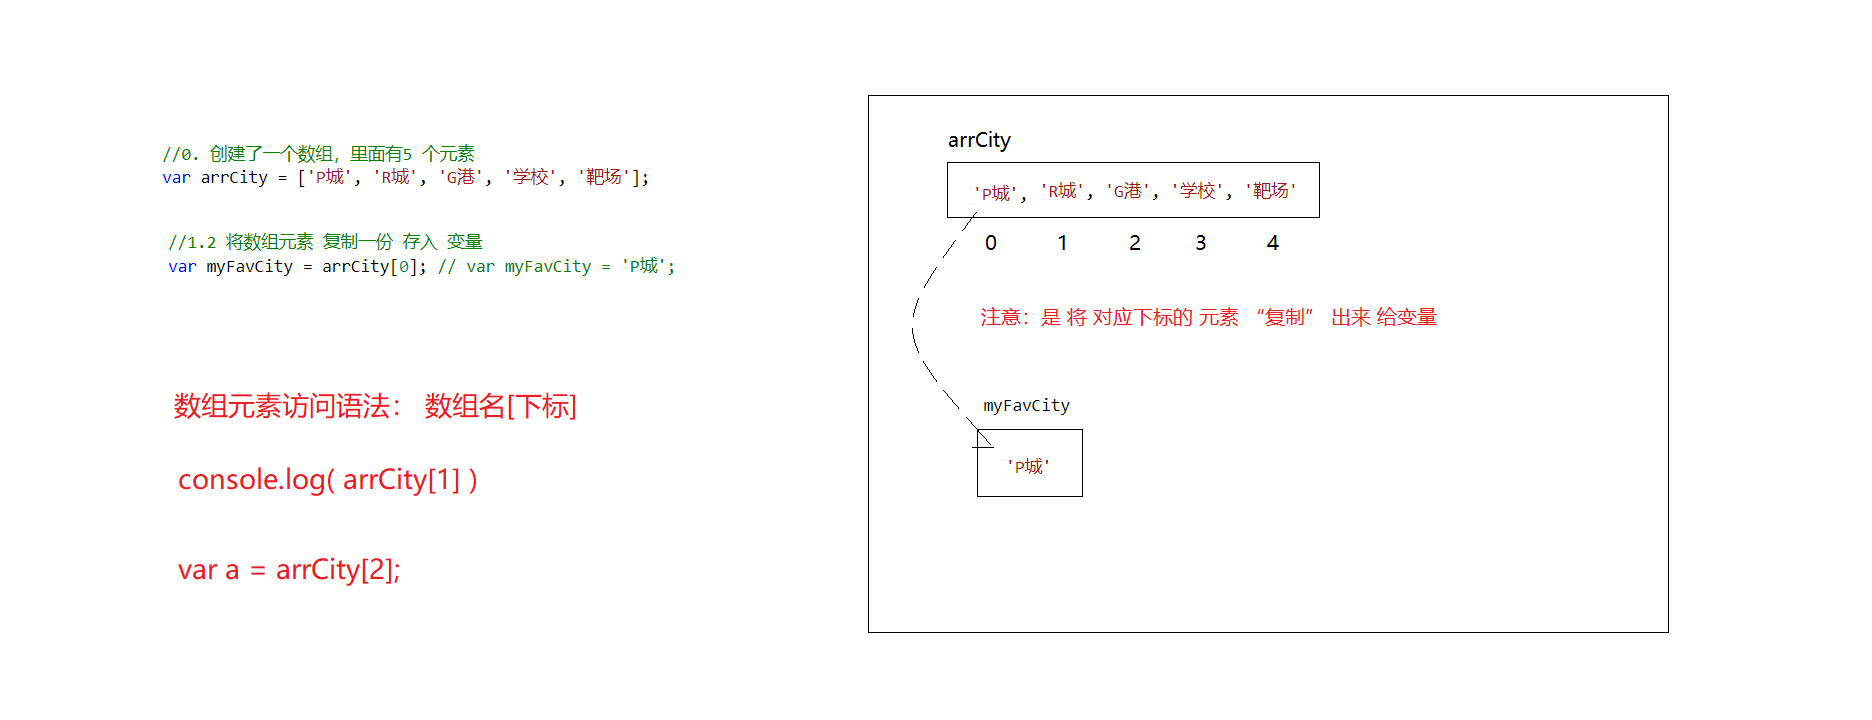 //0. 创建了一个数组，里面有5 个元素
var arrCity = ['P城', 'R城', 'G港', '学校', '靶场'];
//1.2 将数组元素 复制一份 存入 变量
var myFavCity = arrCity[0]; // var myFavCity = 'P城';
数组元素访问语法： 数组名[下标]
console.log( arrCity[1] )
var a = arrCity[2];
arrCity
'P城', 'R城', 'G港', '学校', '靶场'
0 1 2 3 4
注意：是 将 对应下标的 元素 “复制” 出来 给变量
myFavCity
'P城'